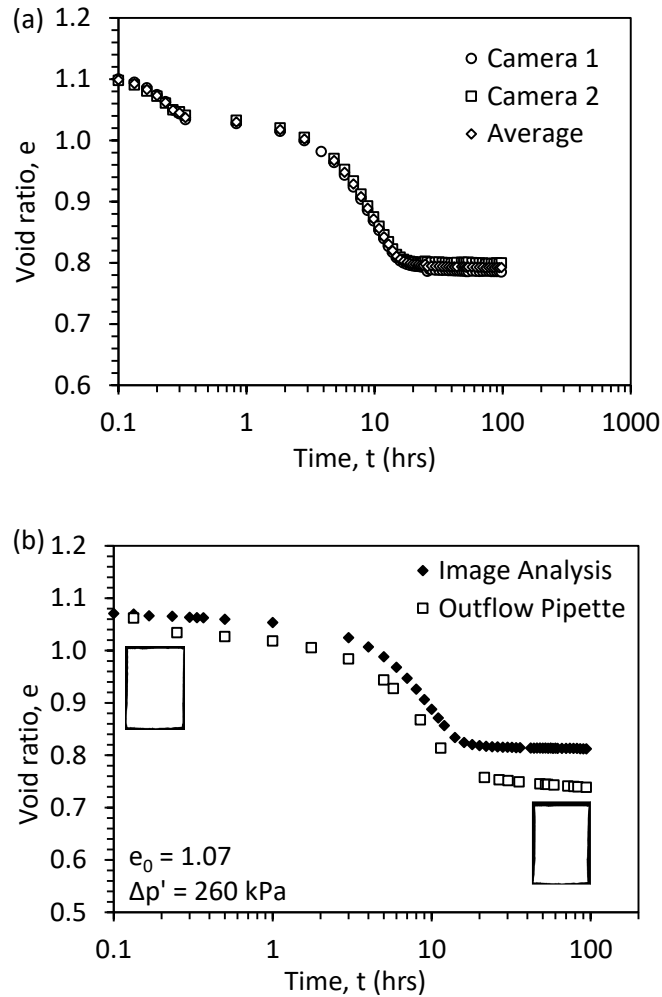 (a)
1.2
1.1
1.0
0.9
0.8
0.7
0.6
Void ratio, e
Camera 1
Camera 2
Average
0.1 1 10 100 1000
Time, t (hrs)
(b)
1.2
1.1
1.0
0.9
0.8
0.7
0.6
0.5
Void ratio, e
Image Analysis
Outflow Pipette
e₀ = 1.07
Δp' = 260 kPa
0.1 1 10 100
Time, t (hrs)